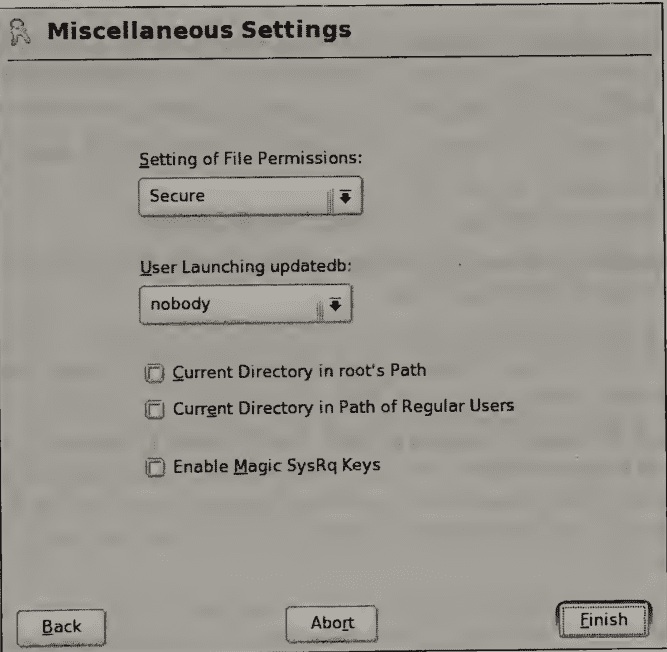 Miscellaneous Settings
Setting of File Permissions:
Secure
User Launching updatedb:
nobody
Current Directory in root's Path
Current Directory in Path of Regular Users
Enable Magic SysRq Keys
Back
Abort
Finish